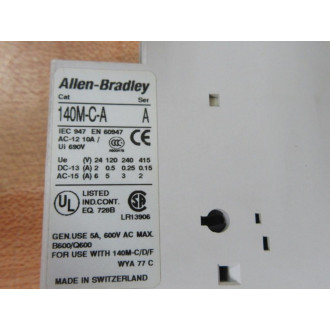 Allen-Bradley
Cat Ser
140M-C-A A
IEC 947 EN 60947
AC-12 10A /
Ui 690V
Ue (V) 24 120 240 415
DC-13 (A) 2 0.5 0.25 0.15
AC-15 (A) 6 5 3 2
UL LISTED
IND.CONT.
EQ. 728B
LR13906
GEN.USE 5A, 600V AC MAX.
B600/Q600
FOR USE WITH 140M-C/D/F
WYA 77 C
MADE IN SWITZERLAND